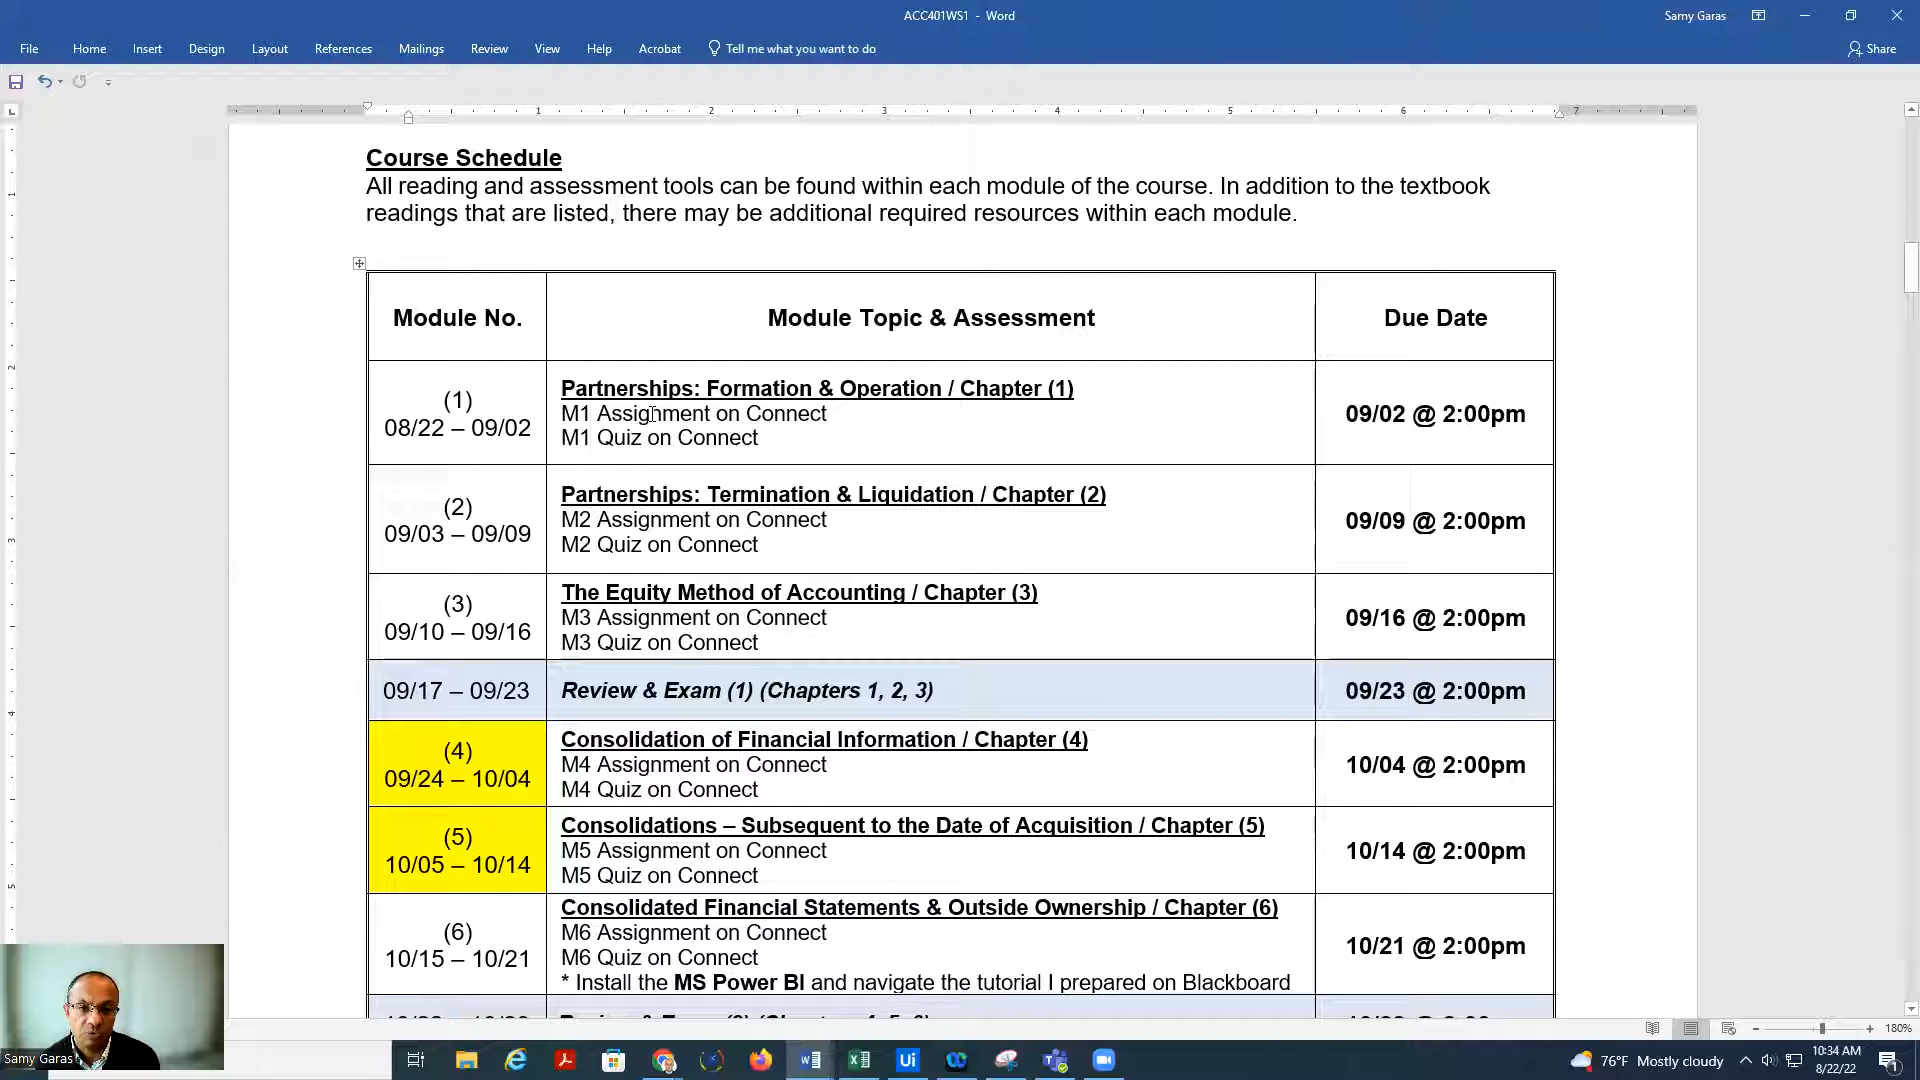 ACC401WS1 - Word
Samy Garas
File Home Insert Design Layout References Mailings Review View Help Acrobat Tell me what you want to do Share
1 2 3 4 5 6 7
Course Schedule
All reading and assessment tools can be found within each module of the course. In addition to the textbook
readings that are listed, there may be additional required resources within each module.
Module No. Module Topic & Assessment Due Date
(1)
08/22 – 09/02
Partnerships: Formation & Operation / Chapter (1)
M1 Assignment on Connect
M1 Quiz on Connect
09/02 @ 2:00pm
(2)
09/03 – 09/09
Partnerships: Termination & Liquidation / Chapter (2)
M2 Assignment on Connect
M2 Quiz on Connect
09/09 @ 2:00pm
(3)
09/10 – 09/16
The Equity Method of Accounting / Chapter (3)
M3 Assignment on Connect
M3 Quiz on Connect
09/16 @ 2:00pm
09/17 – 09/23
Review & Exam (1) (Chapters 1, 2, 3)
09/23 @ 2:00pm
(4)
09/24 – 10/04
Consolidation of Financial Information / Chapter (4)
M4 Assignment on Connect
M4 Quiz on Connect
10/04 @ 2:00pm
(5)
10/05 – 10/14
Consolidations – Subsequent to the Date of Acquisition / Chapter (5)
M5 Assignment on Connect
M5 Quiz on Connect
10/14 @ 2:00pm
(6)
10/15 – 10/21
Consolidated Financial Statements & Outside Ownership / Chapter (6)
M6 Assignment on Connect
M6 Quiz on Connect
* Install the MS Power BI and navigate the tutorial I prepared on Blackboard
10/21 @ 2:00pm
180%
Samy Garas
Ui
76°F Mostly cloudy
10:34 AM
8/22/22